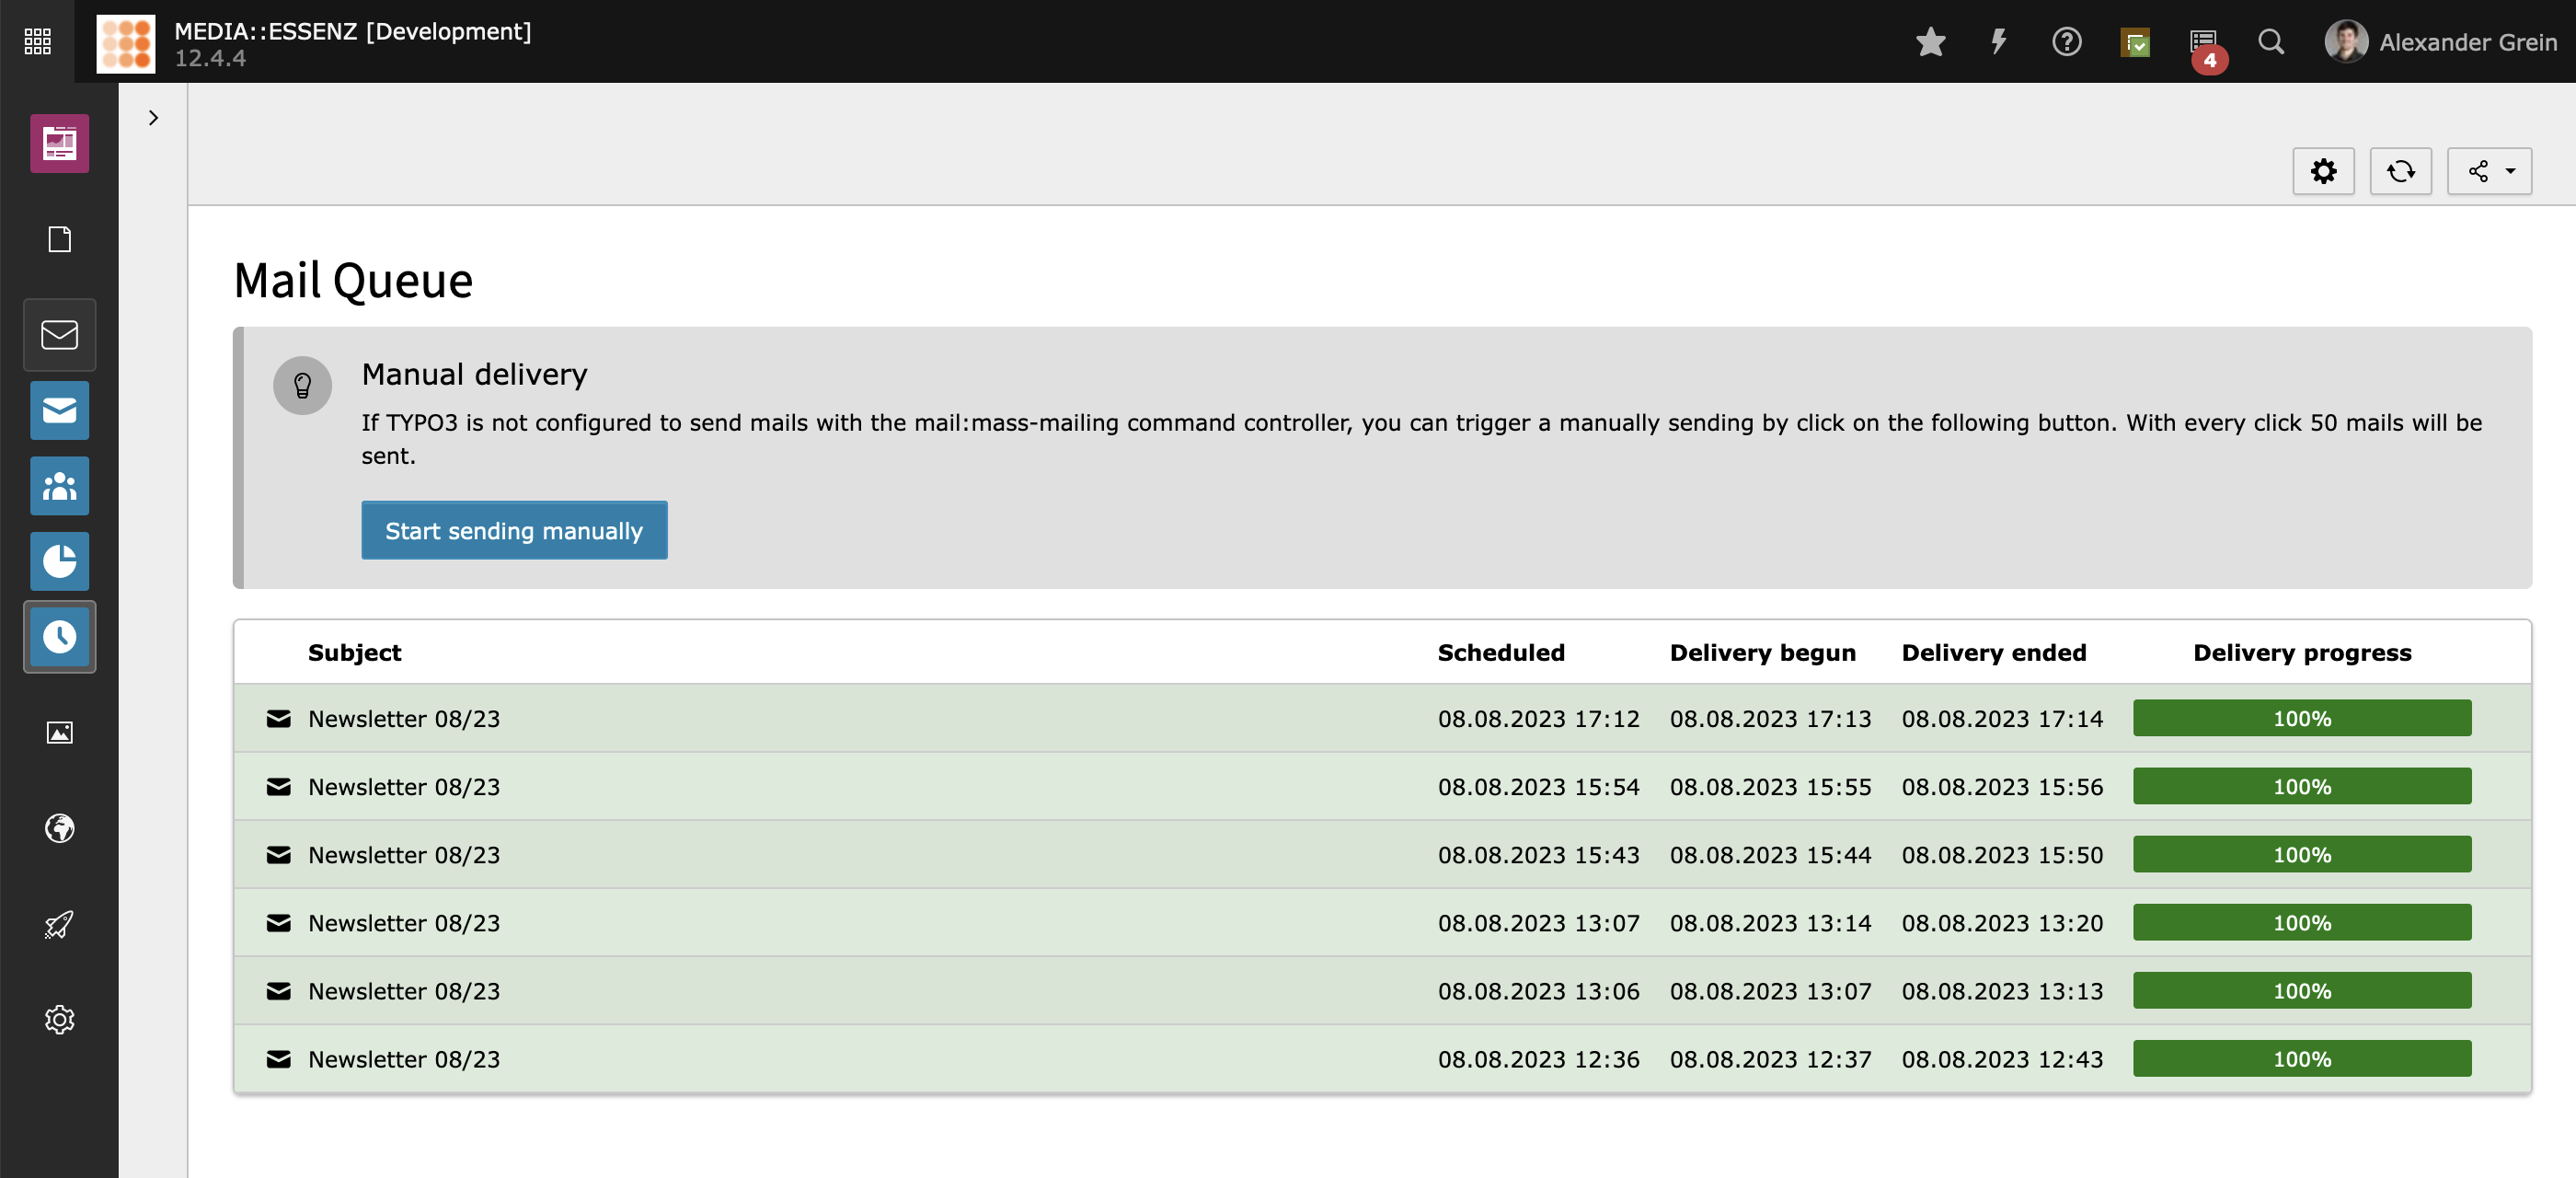 MEDIA::ESSENZ [Development]
12.4.4
4
Alexander Grein
Mail Queue
Manual delivery
If TYPO3 is not configured to send mails with the mail:mass-mailing command controller, you can trigger a manually sending by click on the following button. With every click 50 mails will be
sent.
Start sending manually
Subject Scheduled Delivery begun Delivery ended Delivery progress
Newsletter 08/23 08.08.2023 17:12 08.08.2023 17:13 08.08.2023 17:14 100%
Newsletter 08/23 08.08.2023 15:54 08.08.2023 15:55 08.08.2023 15:56 100%
Newsletter 08/23 08.08.2023 15:43 08.08.2023 15:44 08.08.2023 15:50 100%
Newsletter 08/23 08.08.2023 13:07 08.08.2023 13:14 08.08.2023 13:20 100%
Newsletter 08/23 08.08.2023 13:06 08.08.2023 13:07 08.08.2023 13:13 100%
Newsletter 08/23 08.08.2023 12:36 08.08.2023 12:37 08.08.2023 12:43 100%